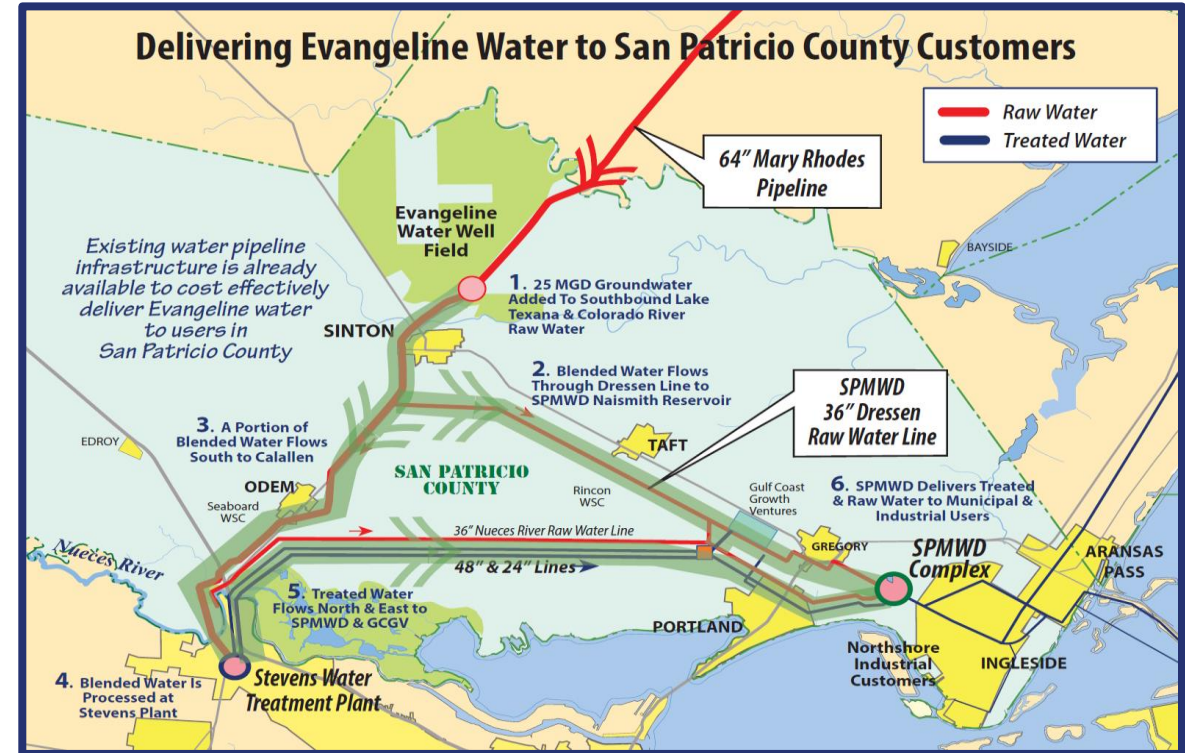 Delivering Evangeline Water to San Patricio County Customers
Raw Water
Treated Water
64” Mary Rhodes
Pipeline
Evangeline
Water Well
Field
Existing water pipeline
infrastructure is already
available to cost effectively
deliver Evangeline water
to users in
San Patricio County
BAYSIDE
1. 25 MGD Groundwater
Added To Southbound Lake
Texana & Colorado River
Raw Water
SINTON
2. Blended Water Flows
Through Dressen Line to
SPMWD Naismith Reservoir
SPMWD
36” Dressen
Raw Water Line
3. A Portion of
Blended Water Flows
South to Calallen
EDROY
TAFT
SAN PATRICIO
COUNTY
ODEM
Seaboard
WSC
Rincon
WSC
Gulf Coast
Growth
Ventures
6. SPMWD Delivers Treated
& Raw Water to Municipal &
Industrial Users
36” Nueces River Raw Water Line
GREGORY
SPMWD
Complex
ARANSAS
PASS
Nueces River
48” & 24” Lines
5. Treated Water
Flows North & East to
SPMWD & GCGV
PORTLAND
Northshore
Industrial
Customers
INGLESIDE
4. Blended Water Is
Processed at
Stevens Plant
Stevens Water
Treatment Plant